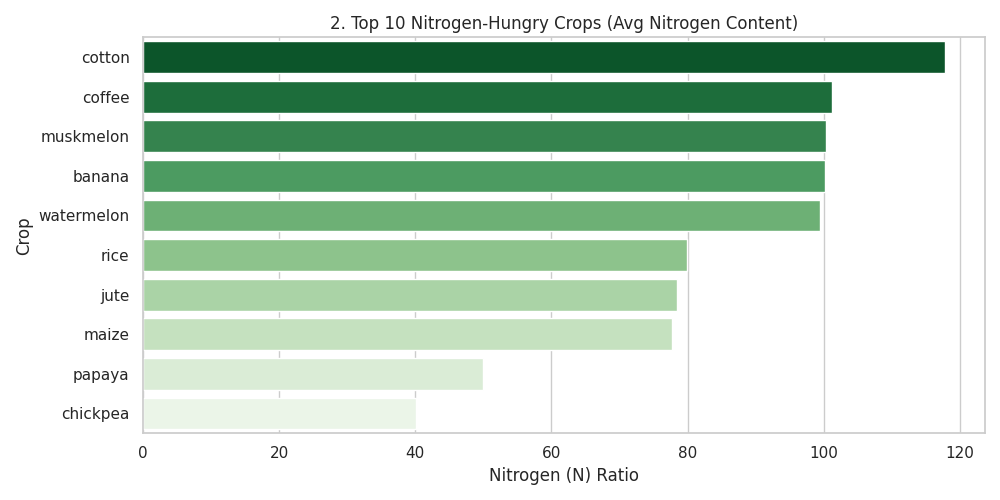 2. Top 10 Nitrogen-Hungry Crops (Avg Nitrogen Content)
Crop
cotton
coffee
muskmelon
banana
watermelon
rice
jute
maize
papaya
chickpea
0 20 40 60 80 100 120
Nitrogen (N) Ratio